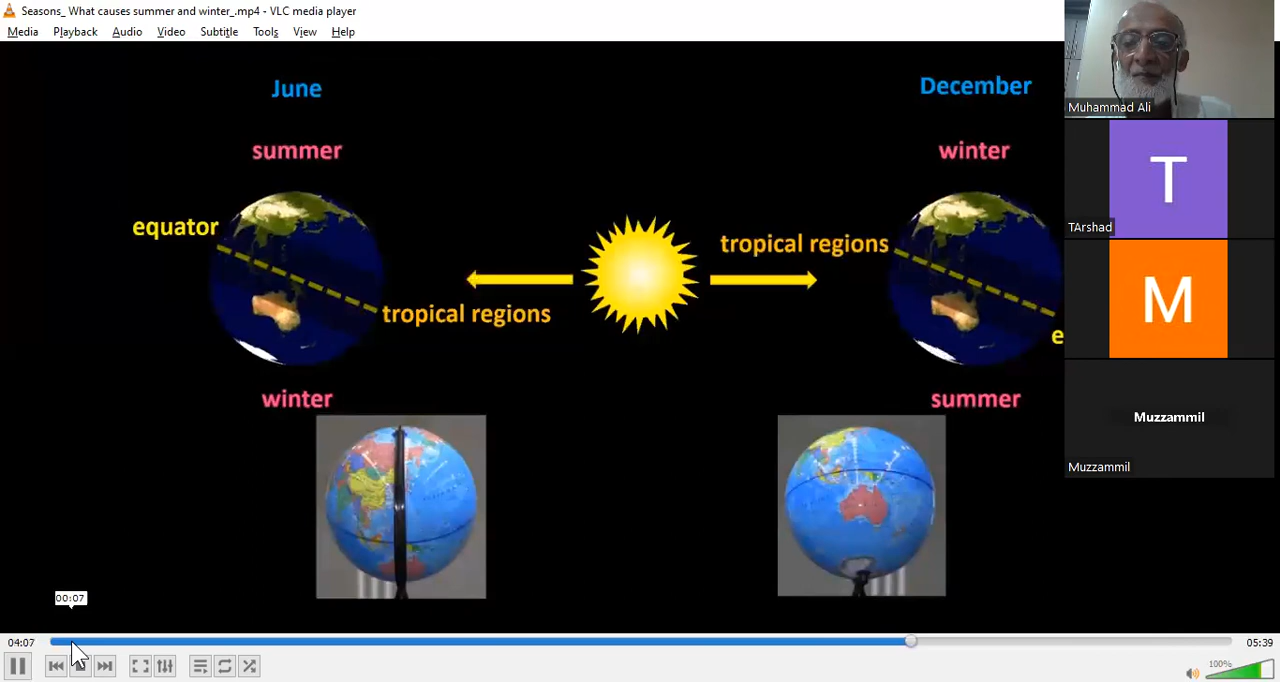 Seasons_ What causes summer and winter_.mp4 - VLC media player
Media Playback Audio Video Subtitle Tools View Help
June
December
summer
winter
equator
tropical regions
tropical regions
e
winter
summer
Muhammad Ali
T
TArshad
M
Muzzammil
Muzzammil
00:07
04:07
05:39
100%